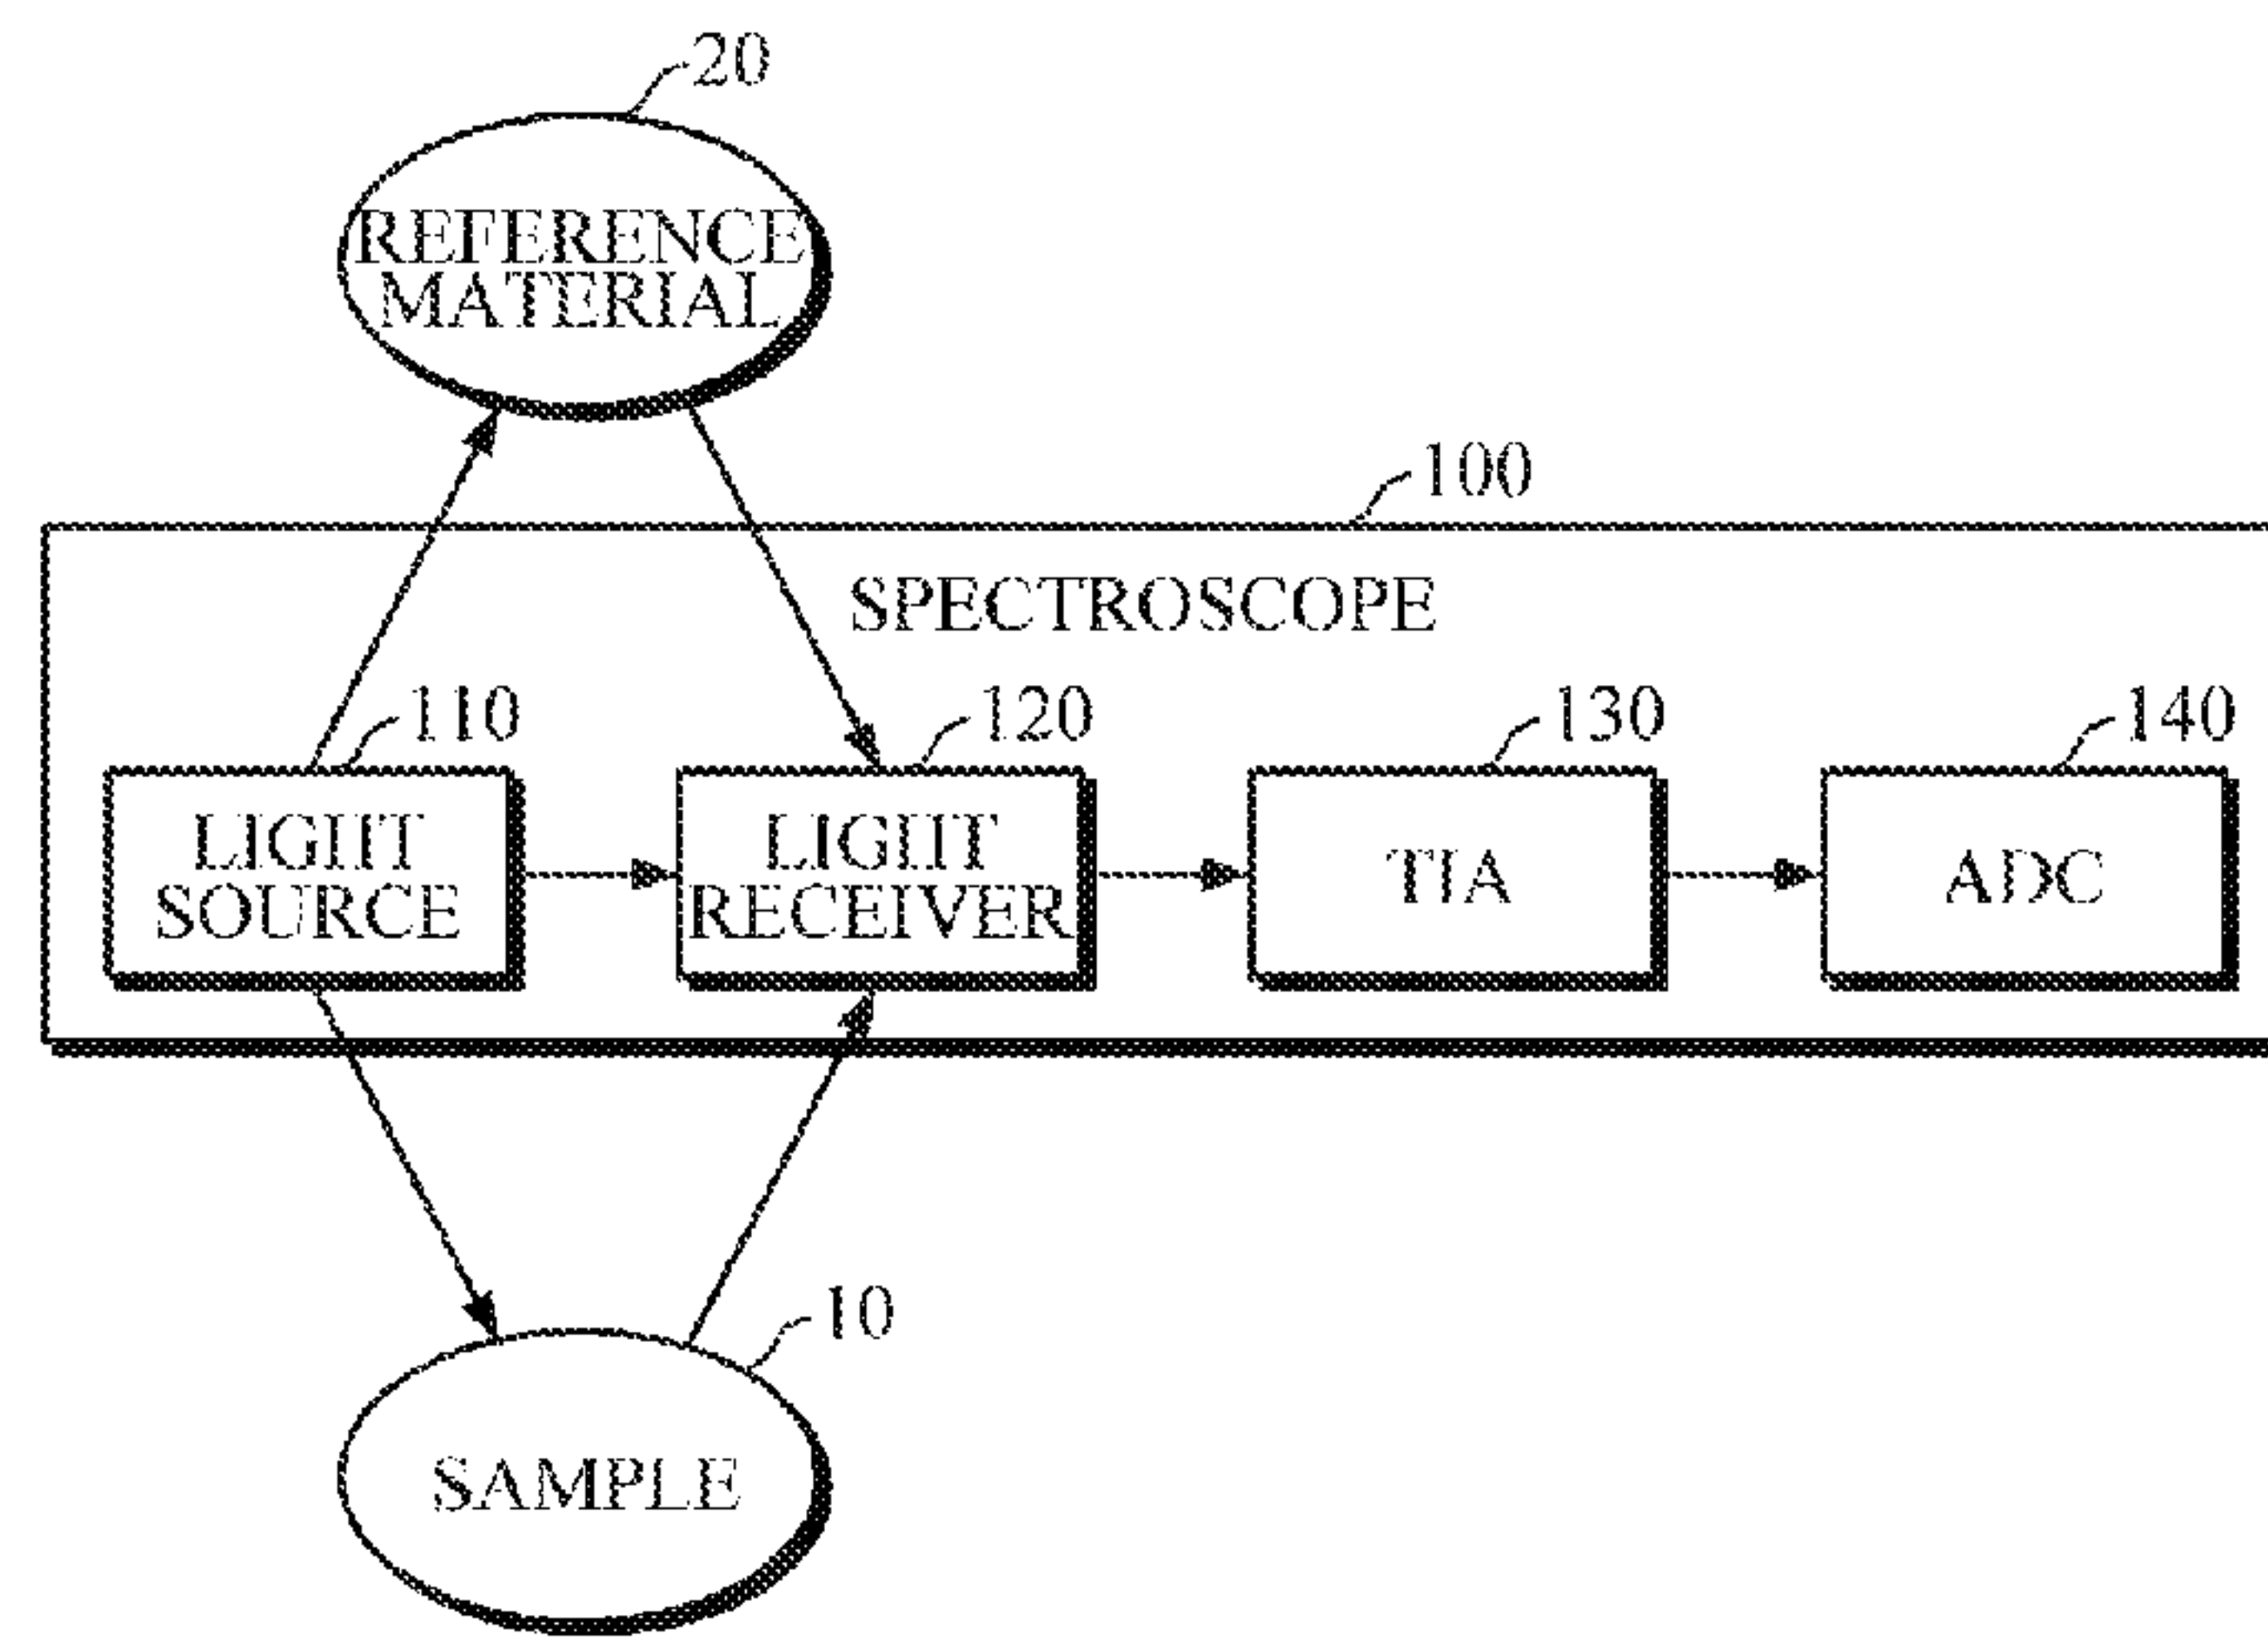 20
REFERENCE
MATERIAL
100
SPECTROSCOPE
110
120
130
140
LIGHT
SOURCE
LIGHT
RECEIVER
TIA
ADC
10
SAMPLE